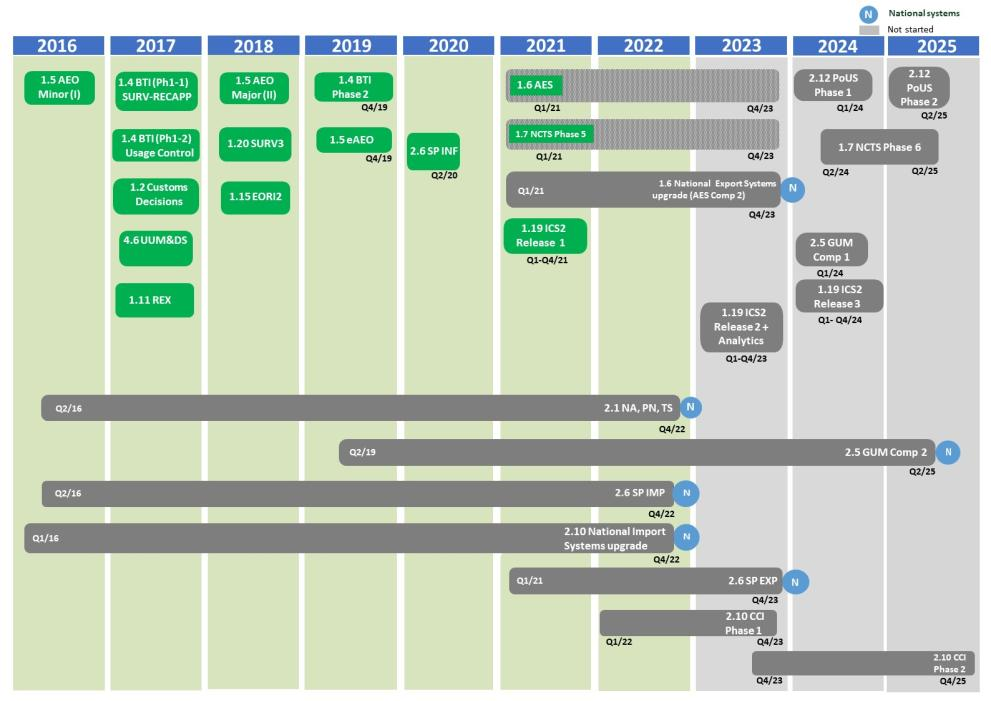 N National systems
Not started
2016 2017 2018 2019 2020 2021 2022 2023 2024 2025
1.5 AEO
Minor (I)
1.4 BTI (Ph1-1)
SURV-RECAPP
1.5 AEO
Major (II)
1.4 BTI
Phase 2
Q4/19
1.6 AES
Q1/21
Q4/23
2.12 PoUS
Phase 1
Q1/24
2.12
PoUS
Phase 2
Q2/25
1.4 BTI (Ph1-2)
Usage Control
1.20 SURV3
1.5 eAEO
Q4/19
2.6 SP INF
Q2/20
1.7 NCTS Phase 5
Q1/21
Q4/23
1.7 NCTS Phase 6
Q2/24
Q2/25
1.2 Customs
Decisions
1.15 EORI2
Q1/21
1.6 National Export Systems
upgrade (AES Comp 2)
N
Q4/23
4.6 UUM&DS
1.19 ICS2
Release 1
Q1-Q4/21
2.5 GUM
Comp 1
Q1/24
1.11 REX
1.19 ICS2
Release 3
Q1- Q4/24
1.19 ICS2
Release 2 +
Analytics
Q1-Q4/23
Q2/16
2.1 NA, PN, TS
N
Q4/22
Q2/19
2.5 GUM Comp 2
N
Q2/25
Q2/16
2.6 SP IMP
N
Q4/22
Q1/16
2.10 National Import
Systems upgrade
N
Q4/22
Q1/21
2.6 SP EXP
N
Q4/23
2.10 CCI
Phase 1
Q1/22
Q4/23
2.10 CCI
Phase 2
Q4/23
Q4/25